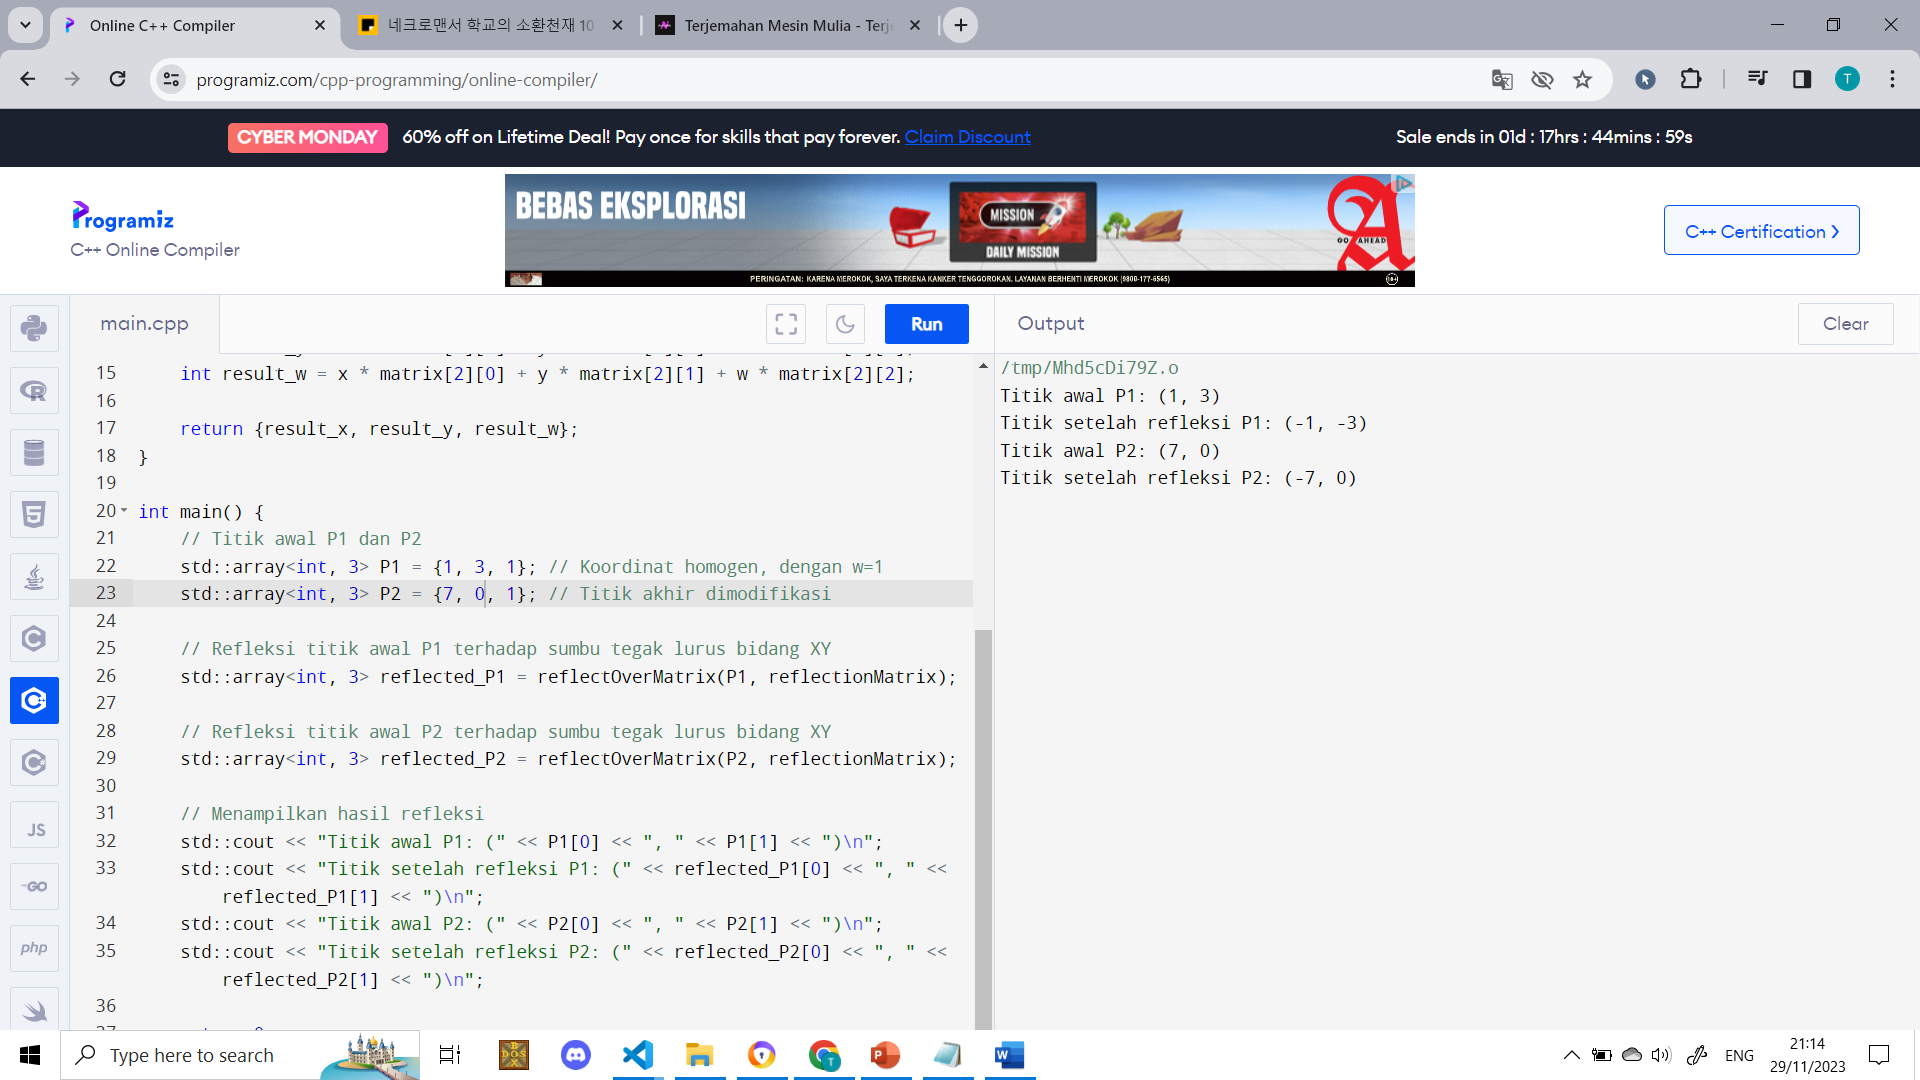 Online C++ Compiler
네크로맨서 학교의 소환천재 10
Terjemahan Mesin Mulia - Terje
programiz.com/cpp-programming/online-compiler/
T
CYBER MONDAY
60% off on Lifetime Deal! Pay once for skills that pay forever. Claim Discount
Sale ends in 01d : 17hrs : 44mins : 59s
Programiz
C++ Online Compiler
BEBAS EKSPLORASI
MISSION
DAILY MISSION
GO AHEAD
PERINGATAN: KARENA MEROKOK, SAYA TERKENA KANKER TENGGOROKAN. LAYANAN BERHENTI MEROKOK (0800-177-6565)
18+
C++ Certification
main.cpp
Run
Output
Clear
15 int result_w = x * matrix[2][0] + y * matrix[2][1] + w * matrix[2][2];
16
17 return {result_x, result_y, result_w};
18 }
19
20 int main() {
21 // Titik awal P1 dan P2
22 std::array<int, 3> P1 = {1, 3, 1}; // Koordinat homogen, dengan w=1
23 std::array<int, 3> P2 = {7, 0, 1}; // Titik akhir dimodifikasi
24
25 // Refleksi titik awal P1 terhadap sumbu tegak lurus bidang XY
26 std::array<int, 3> reflected_P1 = reflectOverMatrix(P1, reflectionMatrix);
27
28 // Refleksi titik awal P2 terhadap sumbu tegak lurus bidang XY
29 std::array<int, 3> reflected_P2 = reflectOverMatrix(P2, reflectionMatrix);
30
31 // Menampilkan hasil refleksi
32 std::cout << "Titik awal P1: (" << P1[0] << ", " << P1[1] << ")\n";
33 std::cout << "Titik setelah refleksi P1: (" << reflected_P1[0] << ", " <<
reflected_P1[1] << ")\n";
34 std::cout << "Titik awal P2: (" << P2[0] << ", " << P2[1] << ")\n";
35 std::cout << "Titik setelah refleksi P2: (" << reflected_P2[0] << ", " <<
reflected_P2[1] << ")\n";
36
/tmp/Mhd5cDi79Z.o
Titik awal P1: (1, 3)
Titik setelah refleksi P1: (-1, -3)
Titik awal P2: (7, 0)
Titik setelah refleksi P2: (-7, 0)
JS
GO
php
Type here to search
ENG
21:14
29/11/2023